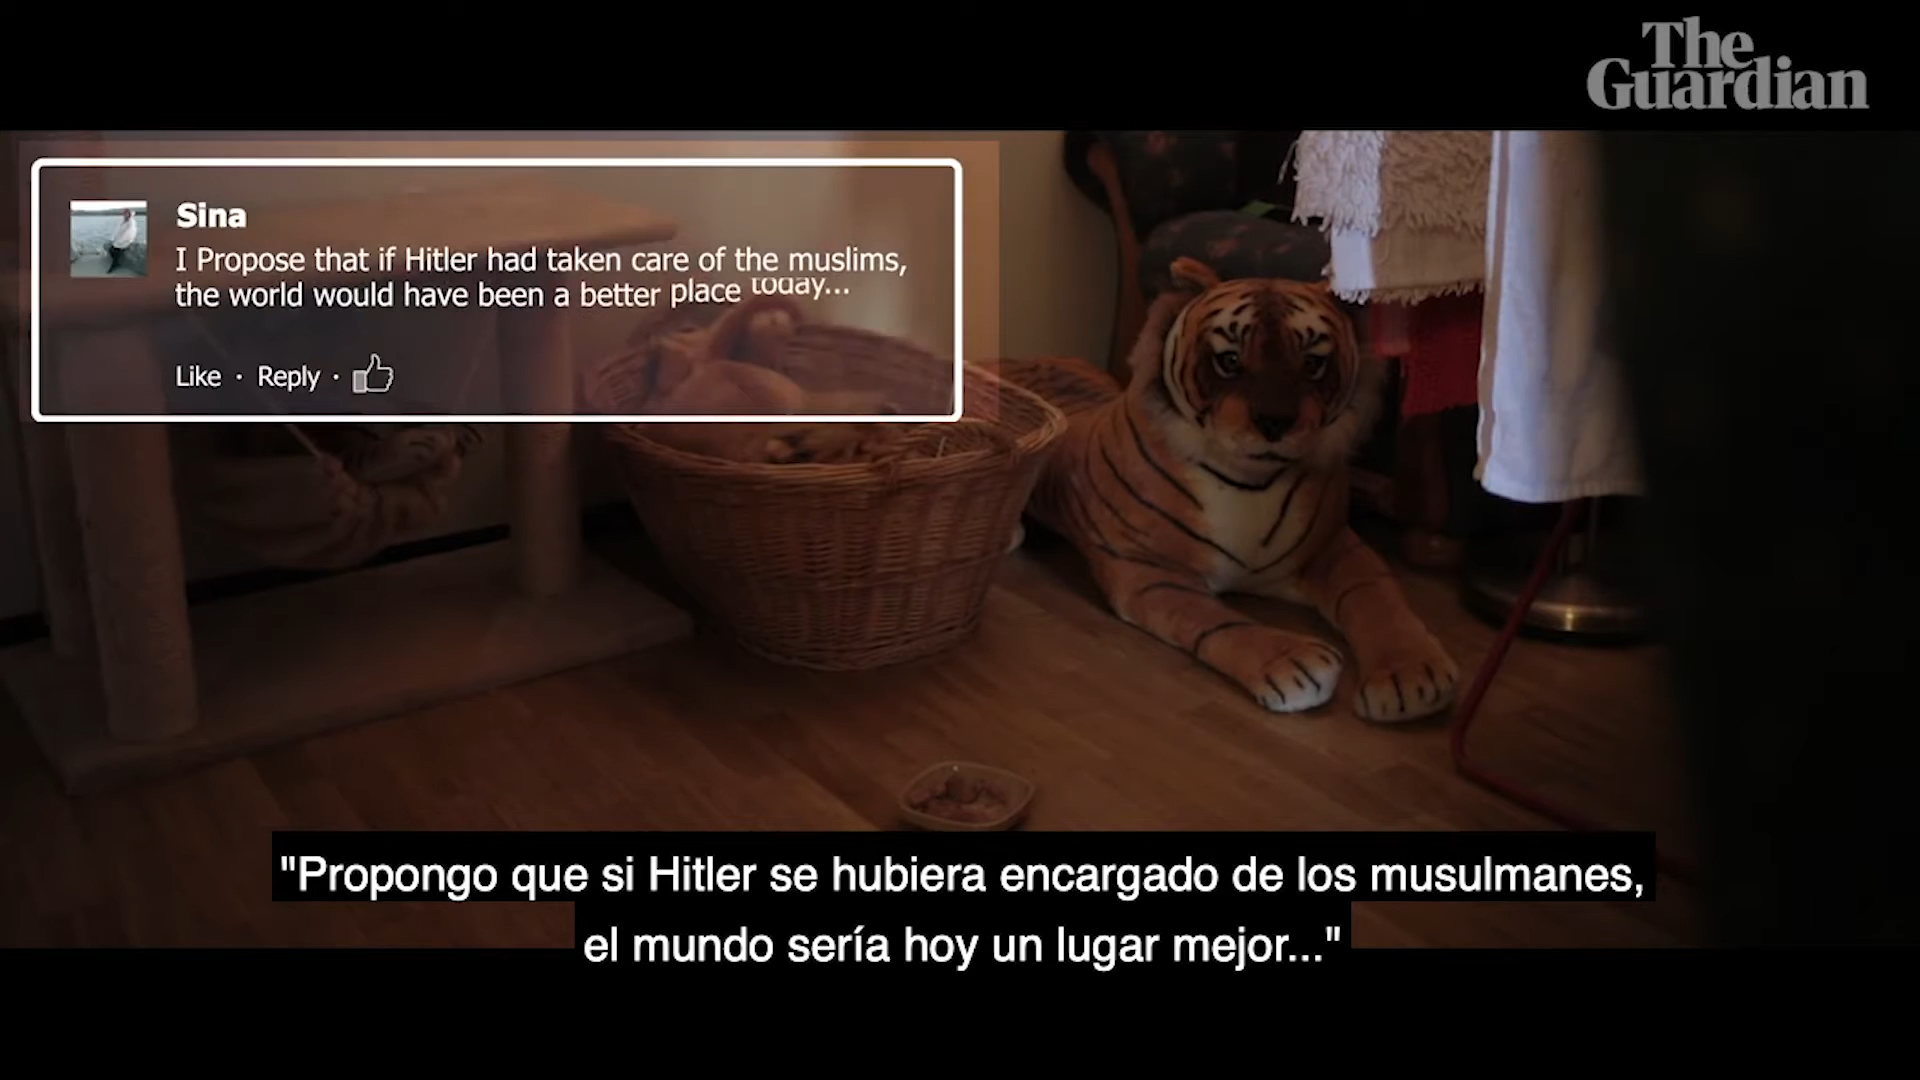 The
Guardian
Sina
I Propose that if Hitler had taken care of the muslims,
the world would have been a better place today...
Like · Reply ·
"Propongo que si Hitler se hubiera encargado de los musulmanes,
el mundo sería hoy un lugar mejor..."